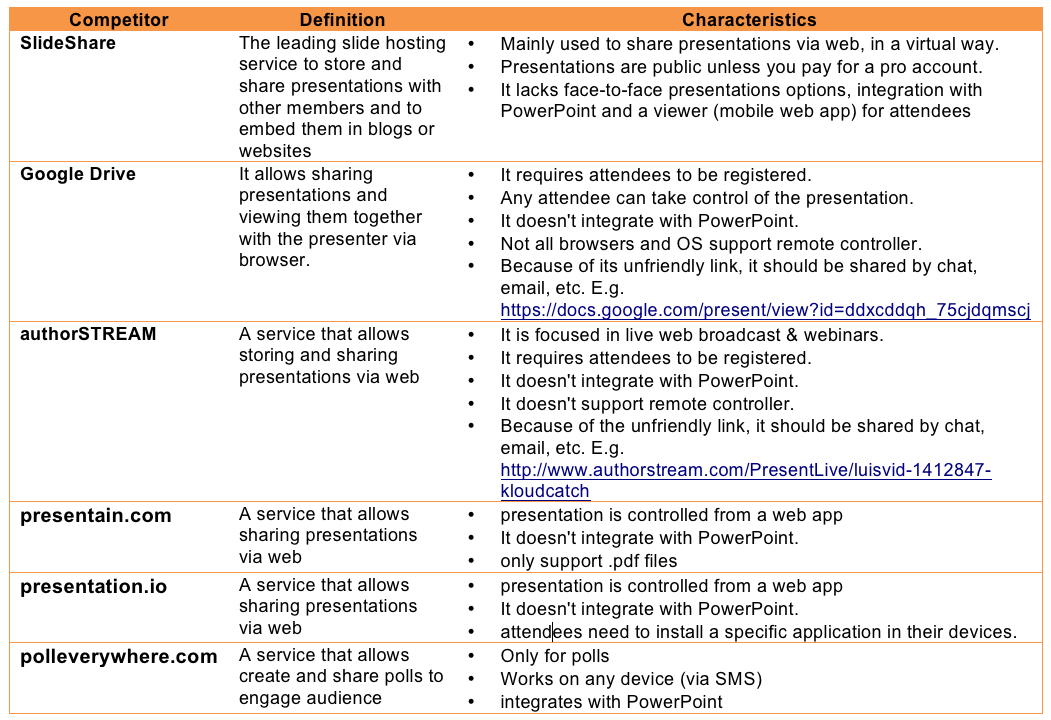 Competitor Definition Characteristics
SlideShare
The leading slide hosting
service to store and
share presentations with
other members and to
embed them in blogs or
websites
• Mainly used to share presentations via web, in a virtual way.
• Presentations are public unless you pay for a pro account.
• It lacks face-to-face presentations options, integration with
PowerPoint and a viewer (mobile web app) for attendees
Google Drive
It allows sharing
presentations and
viewing them together
with the presenter via
browser.
• It requires attendees to be registered.
• Any attendee can take control of the presentation.
• It doesn't integrate with PowerPoint.
• Not all browsers and OS support remote controller.
• Because of its unfriendly link, it should be shared by chat,
email, etc. E.g.
https://docs.google.com/present/view?id=ddxcddqh_75cjdqmscj
authorSTREAM
A service that allows
storing and sharing
presentations via web
• It is focused in live web broadcast & webinars.
• It requires attendees to be registered.
• It doesn't integrate with PowerPoint.
• It doesn't support remote controller.
• Because of the unfriendly link, it should be shared by chat,
email, etc. E.g.
http://www.authorstream.com/PresentLive/luisvid-1412847-
kloudcatch
presentain.com
A service that allows
sharing presentations
via web
• presentation is controlled from a web app
• It doesn't integrate with PowerPoint.
• only support .pdf files
presentation.io
A service that allows
sharing presentations
via web
• presentation is controlled from a web app
• It doesn't integrate with PowerPoint.
• attendees need to install a specific application in their devices.
polleverywhere.com
A service that allows
create and share polls to
engage audience
• Only for polls
• Works on any device (via SMS)
• integrates with PowerPoint